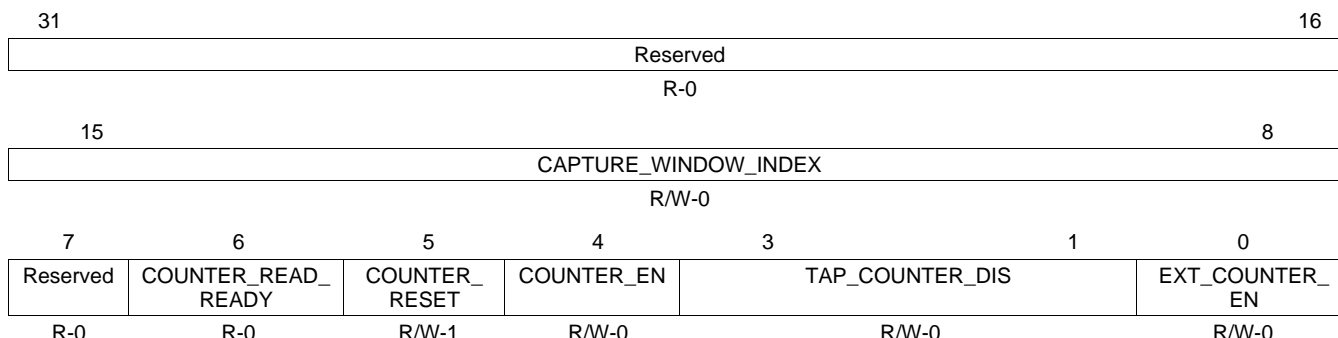 31 16
Reserved
R-0
15 8
CAPTURE_WINDOW_INDEX
R/W-0
7 6 5 4 3 1 0
Reserved COUNTER_READ_ COUNTER_ COUNTER_EN TAP_COUNTER_DIS EXT_COUNTER_
READY RESET EN
R-0 R-0 R/W-1 R/W-0 R/W-0 R/W-0